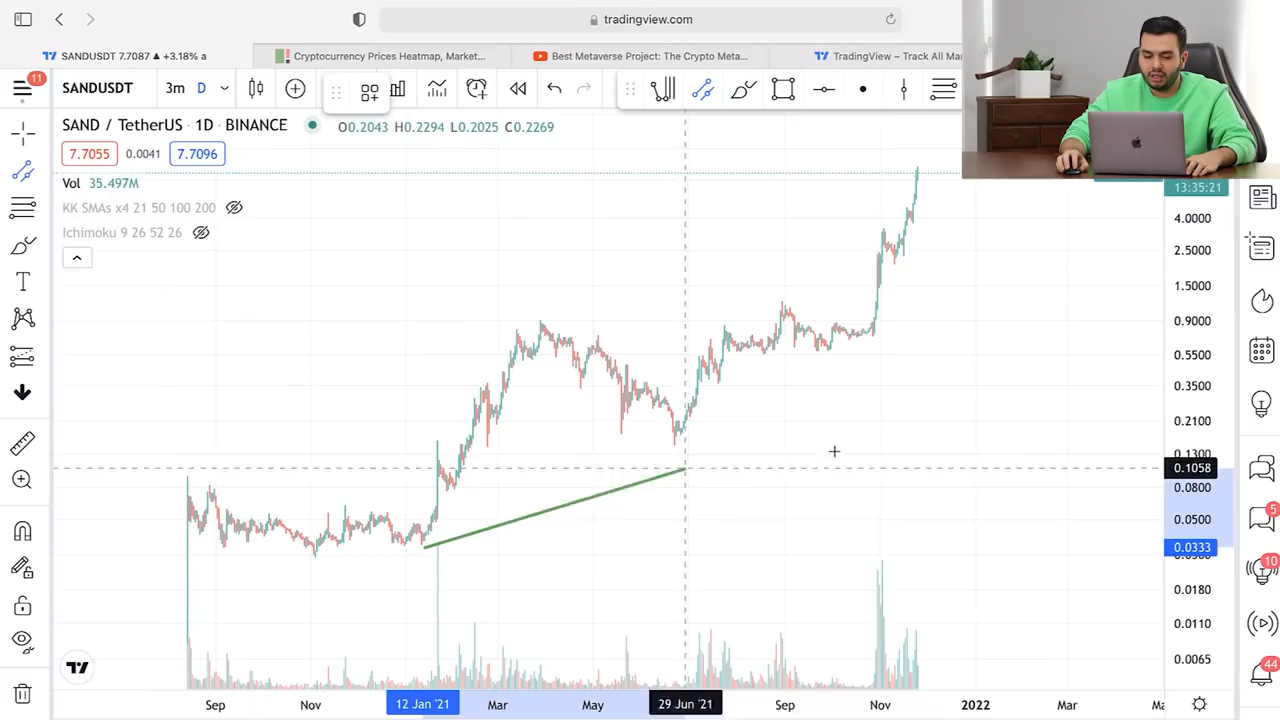 tradingview.com
SANDUSDT 7.7087 ▲ +3.18% a
Cryptocurrency Prices Heatmap, Market...
Best Metaverse Project: The Crypto Meta...
TradingView – Track All Mar
11
SANDUSDT
3m
D
SAND / TetherUS · 1D · BINANCE
O0.2043 H0.2294 L0.2025 C0.2269
7.7055
0.0041
7.7096
Vol 35.497M
KK SMAs x4 21 50 100 200
Ichimoku 9 26 52 26
13:35:21
4.0000
2.5000
1.5000
0.9000
0.5500
0.3500
0.2100
0.1300
0.1058
0.0800
0.0500
0.0333
0.0180
0.0110
0.0065
5
10
44
Sep
Nov
12 Jan '21
Mar
May
29 Jun '21
Sep
Nov
2022
Mar
Ma